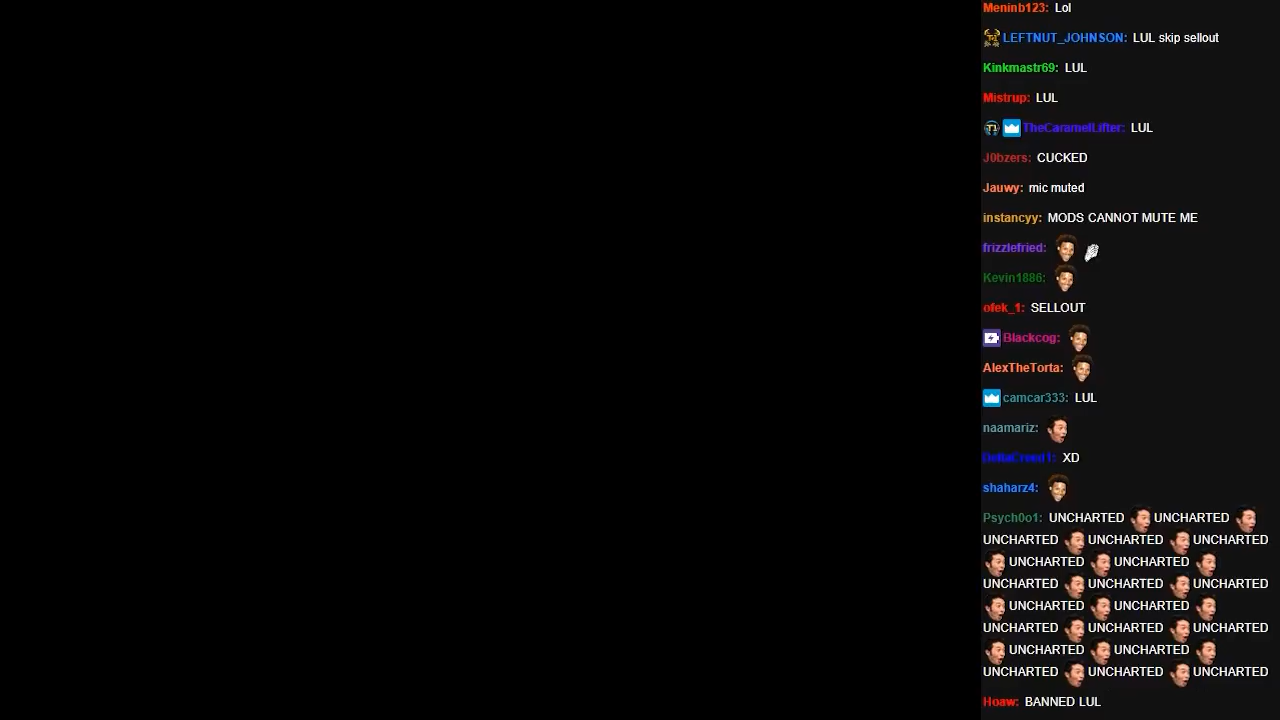 Meninb123: Lol
LEFTNUT_JOHNSON: LUL skip sellout
Kinkmastr69: LUL
Mistrup: LUL
T1 TheCaramelLifter: LUL
J0bzers: CUCKED
Jauwy: mic muted
instancyy: MODS CANNOT MUTE ME
frizzlefried:
Kevin1886:
ofek_1: SELLOUT
Blackcog:
AlexTheTorta:
camcar333: LUL
naamariz:
DeltaCreed1: XD
shaharz4:
Psych0o1: UNCHARTED UNCHARTED
UNCHARTED UNCHARTED UNCHARTED
UNCHARTED UNCHARTED
UNCHARTED UNCHARTED UNCHARTED
UNCHARTED UNCHARTED
UNCHARTED UNCHARTED UNCHARTED
UNCHARTED UNCHARTED
UNCHARTED UNCHARTED UNCHARTED
Hoaw: BANNED LUL